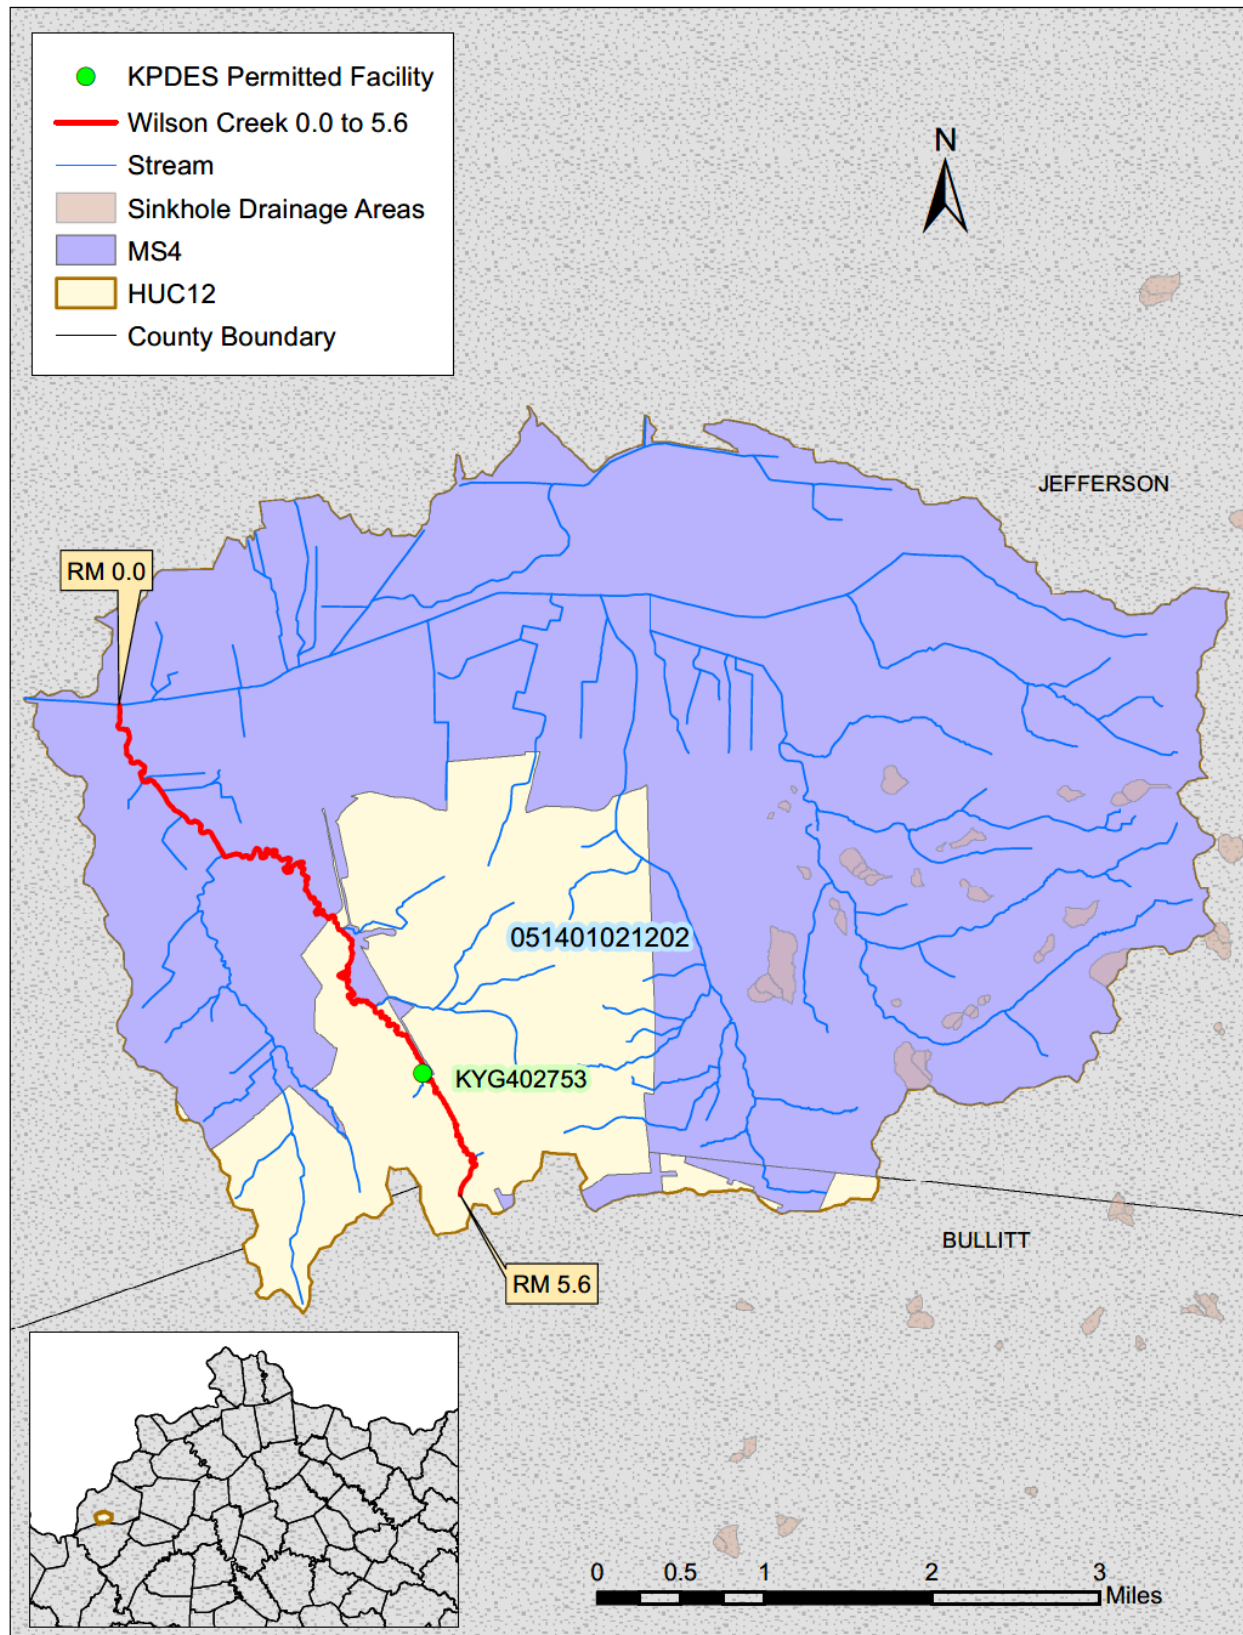 KPDES Permitted Facility
Wilson Creek 0.0 to 5.6
Stream
Sinkhole Drainage Areas
MS4
HUC12
County Boundary
N
JEFFERSON
RM 0.0
051401021202
KYG402753
BULLITT
RM 5.6
0 0.5 1 2 3
Miles